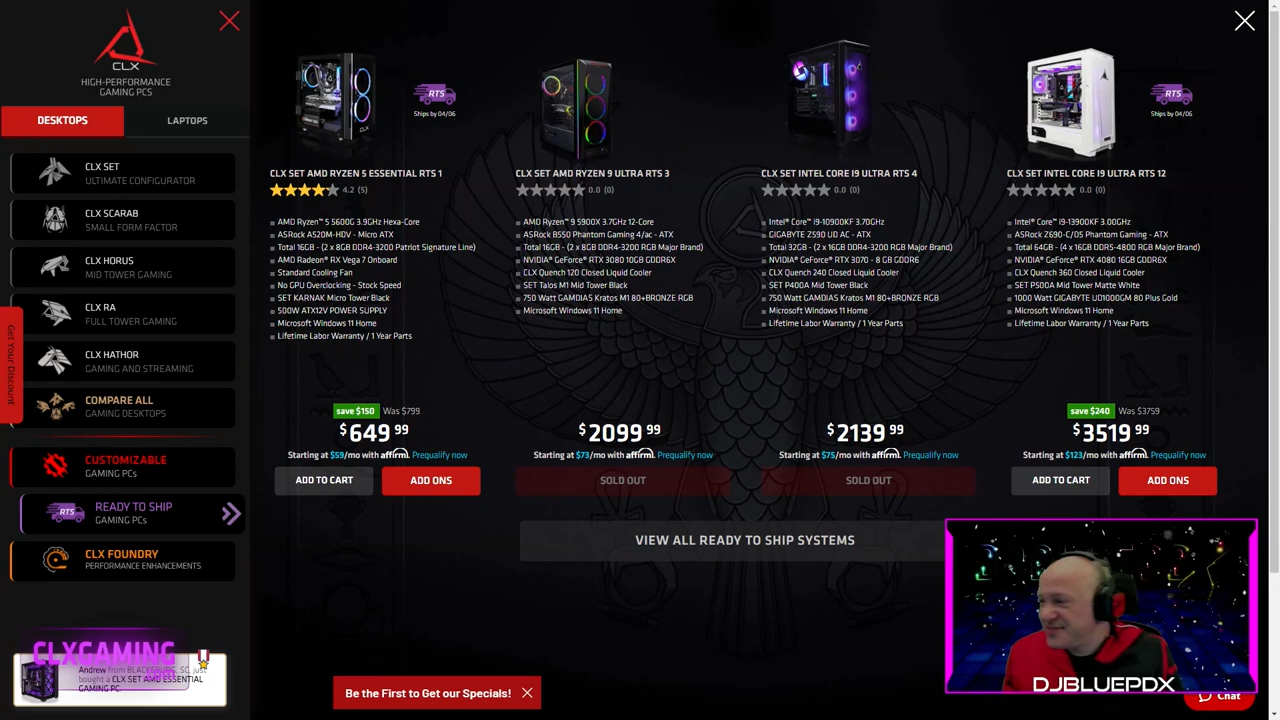 CLX
HIGH-PERFORMANCE
GAMING PCS
DESKTOPS
LAPTOPS
CLX SET
ULTIMATE CONFIGURATOR
CLX SCARAB
SMALL FORM FACTOR
CLX HORUS
MID TOWER GAMING
CLX RA
FULL TOWER GAMING
CLX HATHOR
GAMING AND STREAMING
COMPARE ALL
GAMING DESKTOPS
CUSTOMIZABLE
GAMING PCs
RTS
READY TO SHIP
GAMING PCs
CLX FOUNDRY
PERFORMANCE ENHANCEMENTS
Get Your Discount
CLXGAMING
Andrew from BLACKSBURG, SC, just
bought a CLX SET AMD ESSENTIAL
GAMING PC.
RTS
Ships by 04/06
CLX SET AMD RYZEN 5 ESSENTIAL RTS 1
4.2 (5)
AMD Ryzen™ 5 5600G 3.9GHz Hexa-Core
ASRock A520M-HDV - Micro ATX
Total 16GB - (2 x 8GB DDR4-3200 Patriot Signature Line)
AMD Radeon® RX Vega 7 Onboard
Standard Cooling Fan
No GPU Overclocking - Stock Speed
SET KARNAK Micro Tower Black
500W ATX12V POWER SUPPLY
Microsoft Windows 11 Home
Lifetime Labor Warranty / 1 Year Parts
save $150 Was $799
$649.99
Starting at $59/mo with affirm. Prequalify now
ADD TO CART
ADD ONS
CLX SET AMD RYZEN 9 ULTRA RTS 3
0.0 (0)
AMD Ryzen™ 9 5900X 3.7GHz 12-Core
ASRock B550 Phantom Gaming 4/ac - ATX
Total 16GB - (2 x 8GB DDR4-3200 RGB Major Brand)
NVIDIA® GeForce RTX 3080 10GB GDDR6X
CLX Quench 120 Closed Liquid Cooler
SET Talos M1 Mid Tower Black
750 Watt GAMDIAS Kratos M1 80+BRONZE RGB
Microsoft Windows 11 Home
$2099.99
Starting at $73/mo with affirm. Prequalify now
SOLD OUT
CLX SET INTEL CORE I9 ULTRA RTS 4
0.0 (0)
Intel® Core™ i9-10900KF 3.70GHz
GIGABYTE Z590 UD AC - ATX
Total 32GB - (2 x 16GB DDR4-3200 RGB Major Brand)
NVIDIA® GeForce RTX™ 3070 - 8 GB GDDR6
CLX Quench 240 Closed Liquid Cooler
SET P400A Mid Tower Black
750 Watt GAMDIAS Kratos M1 80+BRONZE RGB
Microsoft Windows 11 Home
Lifetime Labor Warranty / 1 Year Parts
$2139.99
Starting at $75/mo with affirm. Prequalify now
SOLD OUT
RTS
Ships by 04/06
CLX SET INTEL CORE I9 ULTRA RTS 12
0.0 (0)
Intel® Core™ i9-13900KF 3.00GHz
ASRock Z690-C/D5 Phantom Gaming - ATX
Total 64GB - (4 x 16GB DDR5-4800 RGB Major Brand)
NVIDIA® GeForce RTX™ 4080 16GB GDDR6X
CLX Quench 360 Closed Liquid Cooler
SET P500A Mid Tower Matte White
1000 Watt GIGABYTE UD1000GM 80 Plus Gold
Microsoft Windows 11 Home
Lifetime Labor Warranty / 1 Year Parts
save $240 Was $3759
$3519.99
Starting at $123/mo with affirm. Prequalify now
ADD TO CART
ADD ONS
VIEW ALL READY TO SHIP SYSTEMS
Be the First to Get our Specials!
DJBLUEPDX
Chat